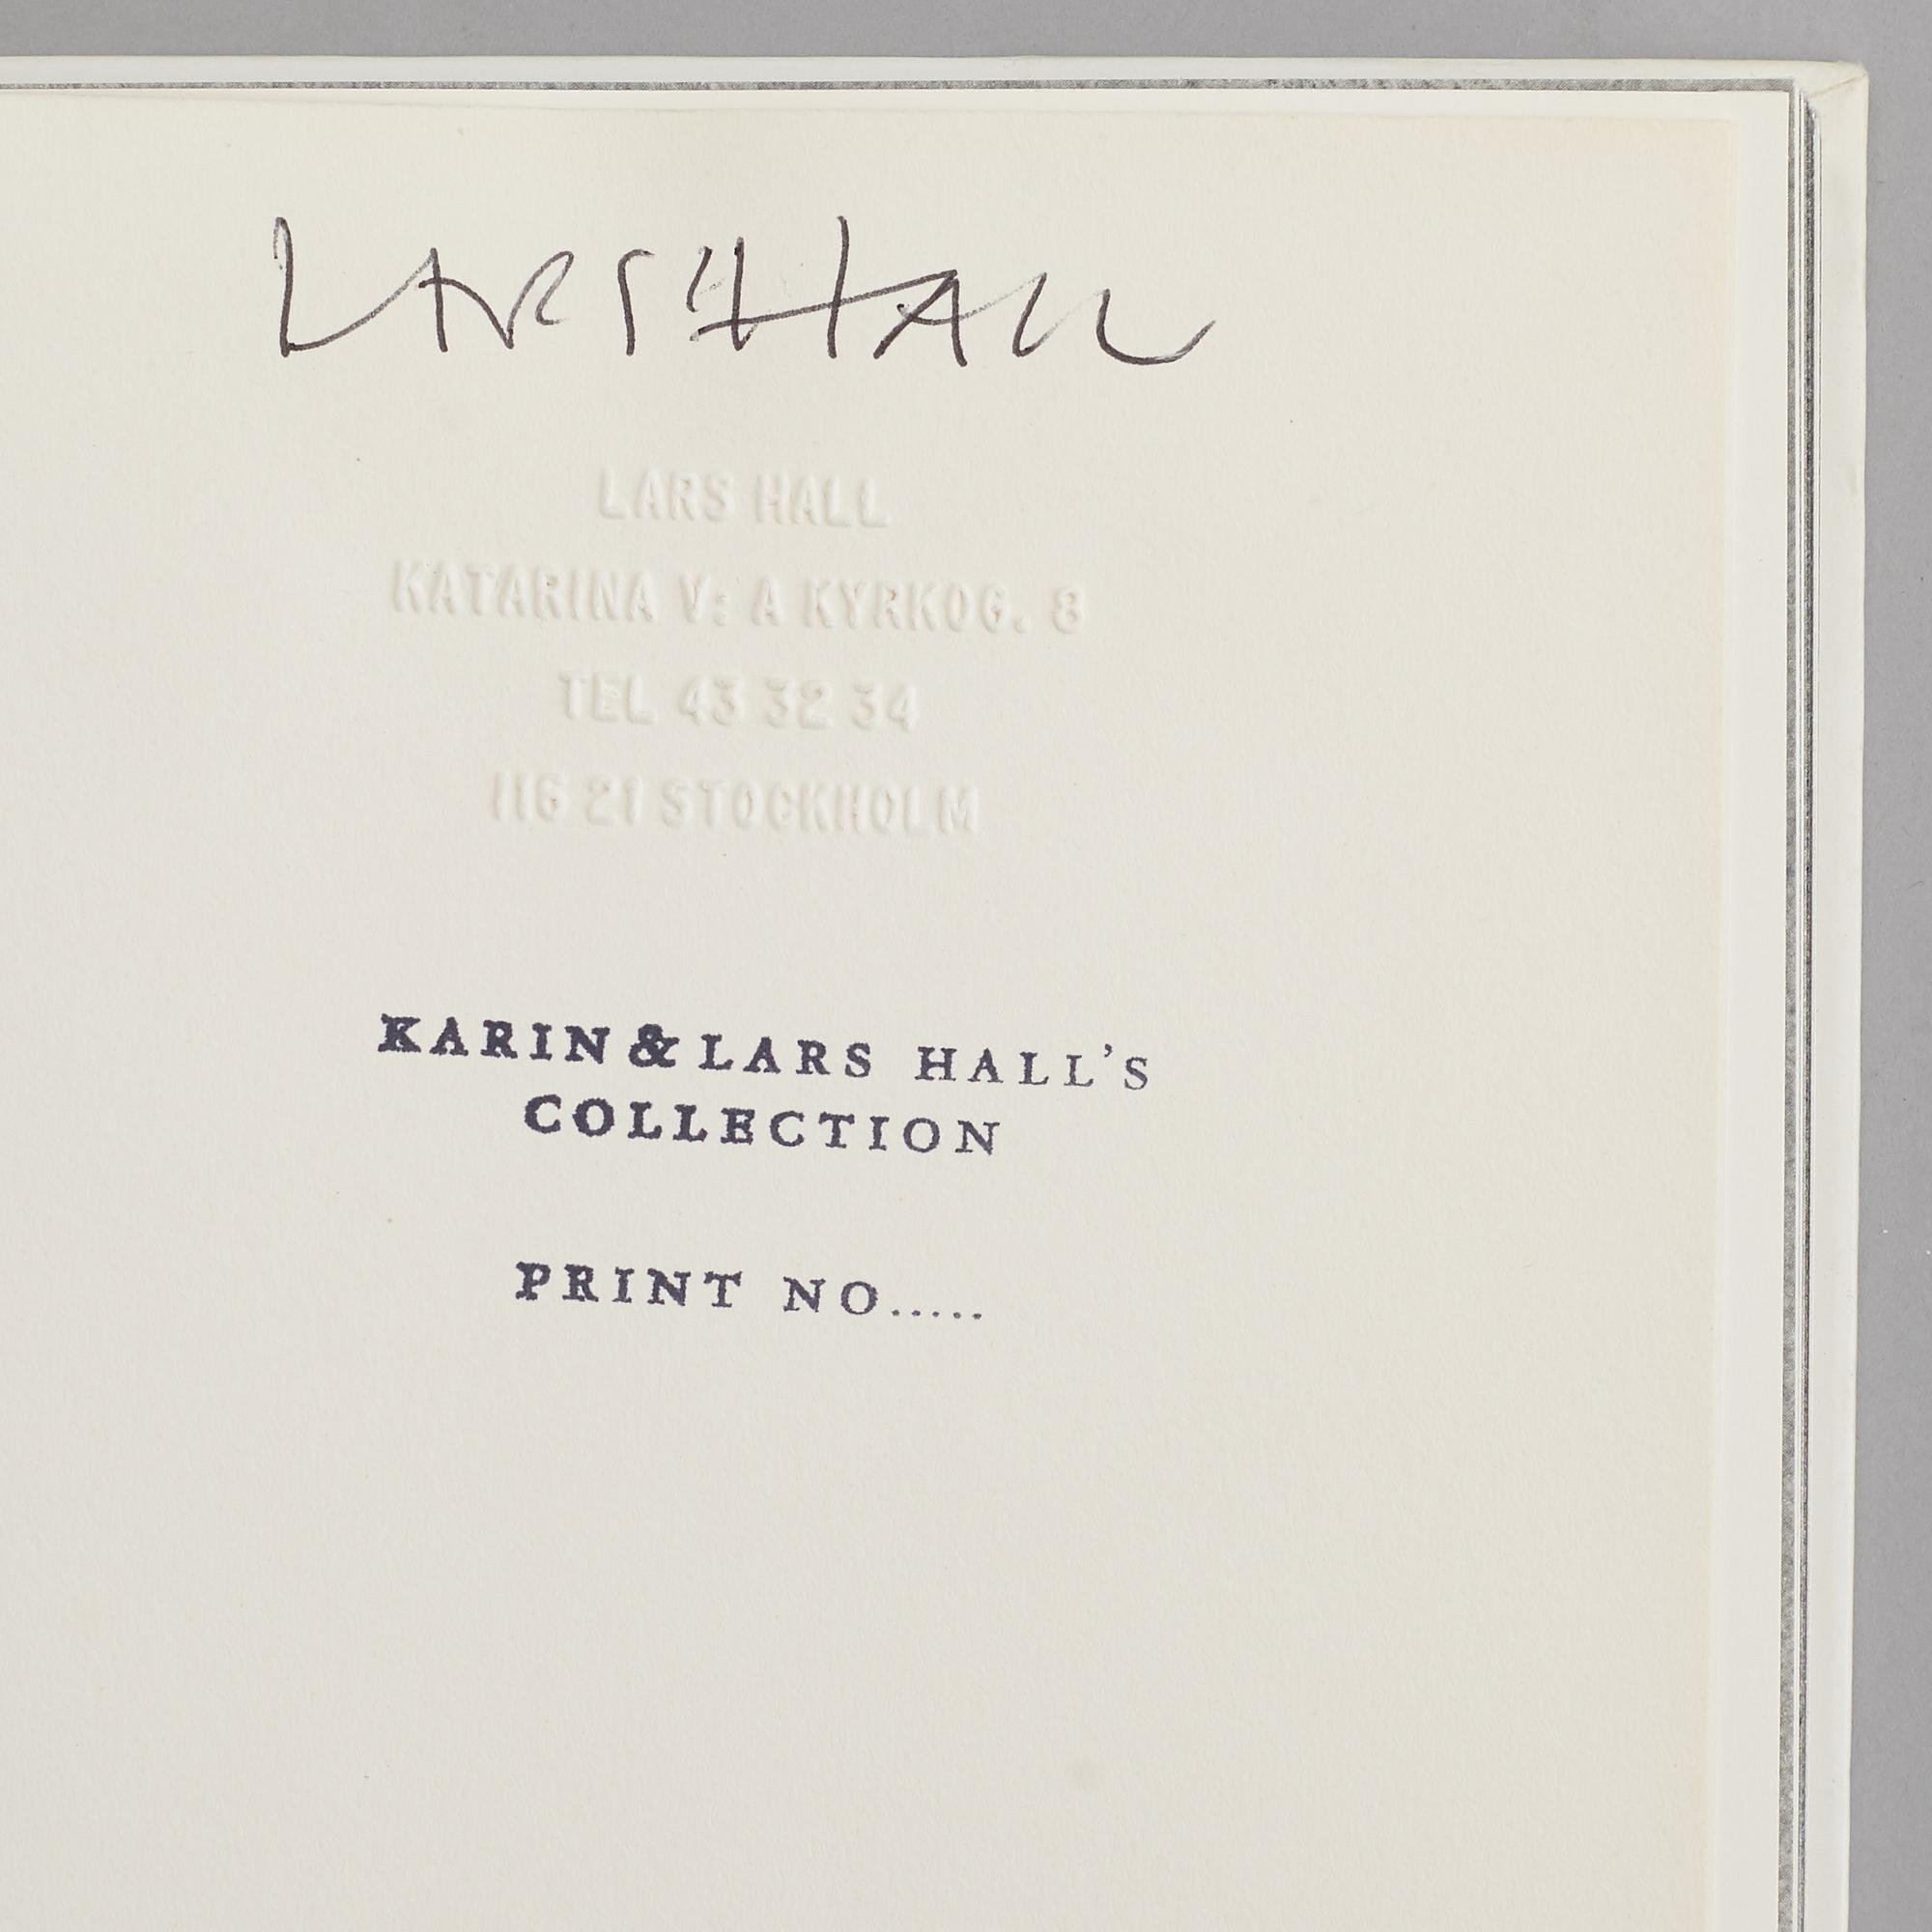 LARS HALL
LARS HALL
KATARINA V: A KYRKOG. 8
TEL 43 32 34
116 21 STOCKHOLM
KARIN & LARS HALL'S
COLLECTION
PRINT NO.....